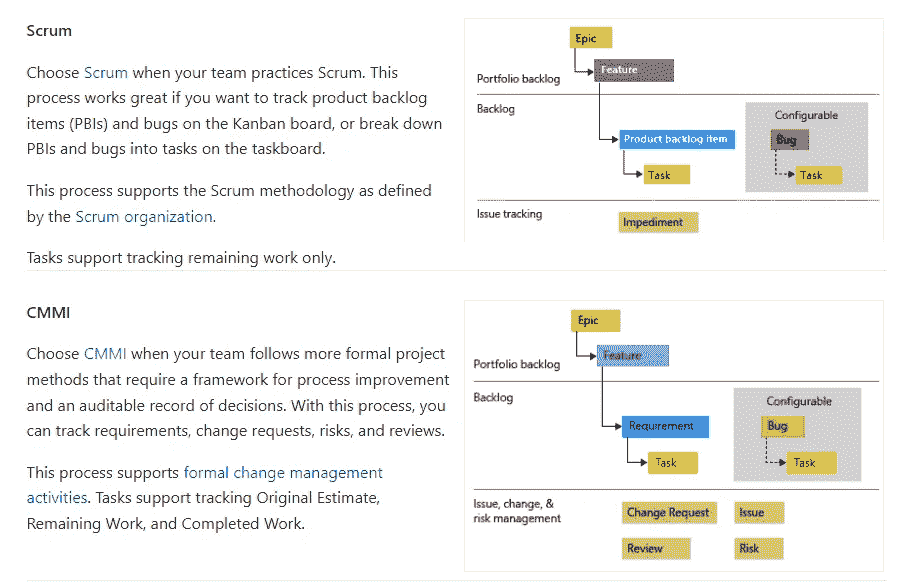 Scrum
Choose Scrum when your team practices Scrum. This
process works great if you want to track product backlog
items (PBIs) and bugs on the Kanban board, or break down
PBIs and bugs into tasks on the taskboard.
This process supports the Scrum methodology as defined
by the Scrum organization.
Tasks support tracking remaining work only.
Epic
Feature
Portfolio backlog
Backlog
Configurable
Product backlog item
Bug
Task
Task
Issue tracking
Impediment
CMMI
Choose CMMI when your team follows more formal project
methods that require a framework for process improvement
and an auditable record of decisions. With this process, you
can track requirements, change requests, risks, and reviews.
This process supports formal change management
activities. Tasks support tracking Original Estimate,
Remaining Work, and Completed Work.
Epic
Feature
Portfolio backlog
Backlog
Configurable
Requirement
Bug
Task
Task
Issue, change, &
risk management
Change Request
Issue
Review
Risk